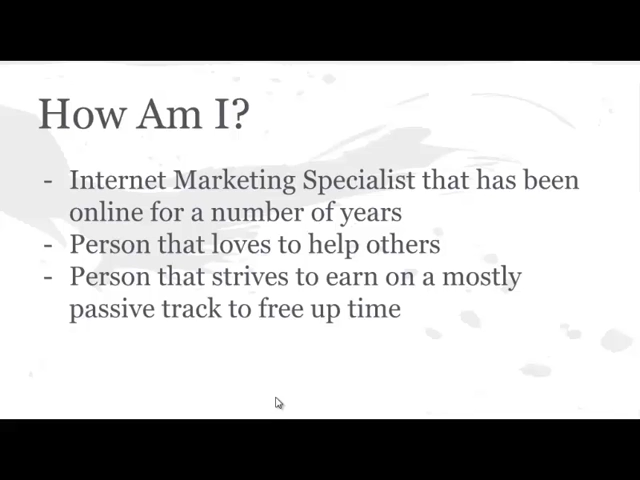 How Am I?
- Internet Marketing Specialist that has been
online for a number of years
- Person that loves to help others
- Person that strives to earn on a mostly
passive track to free up time